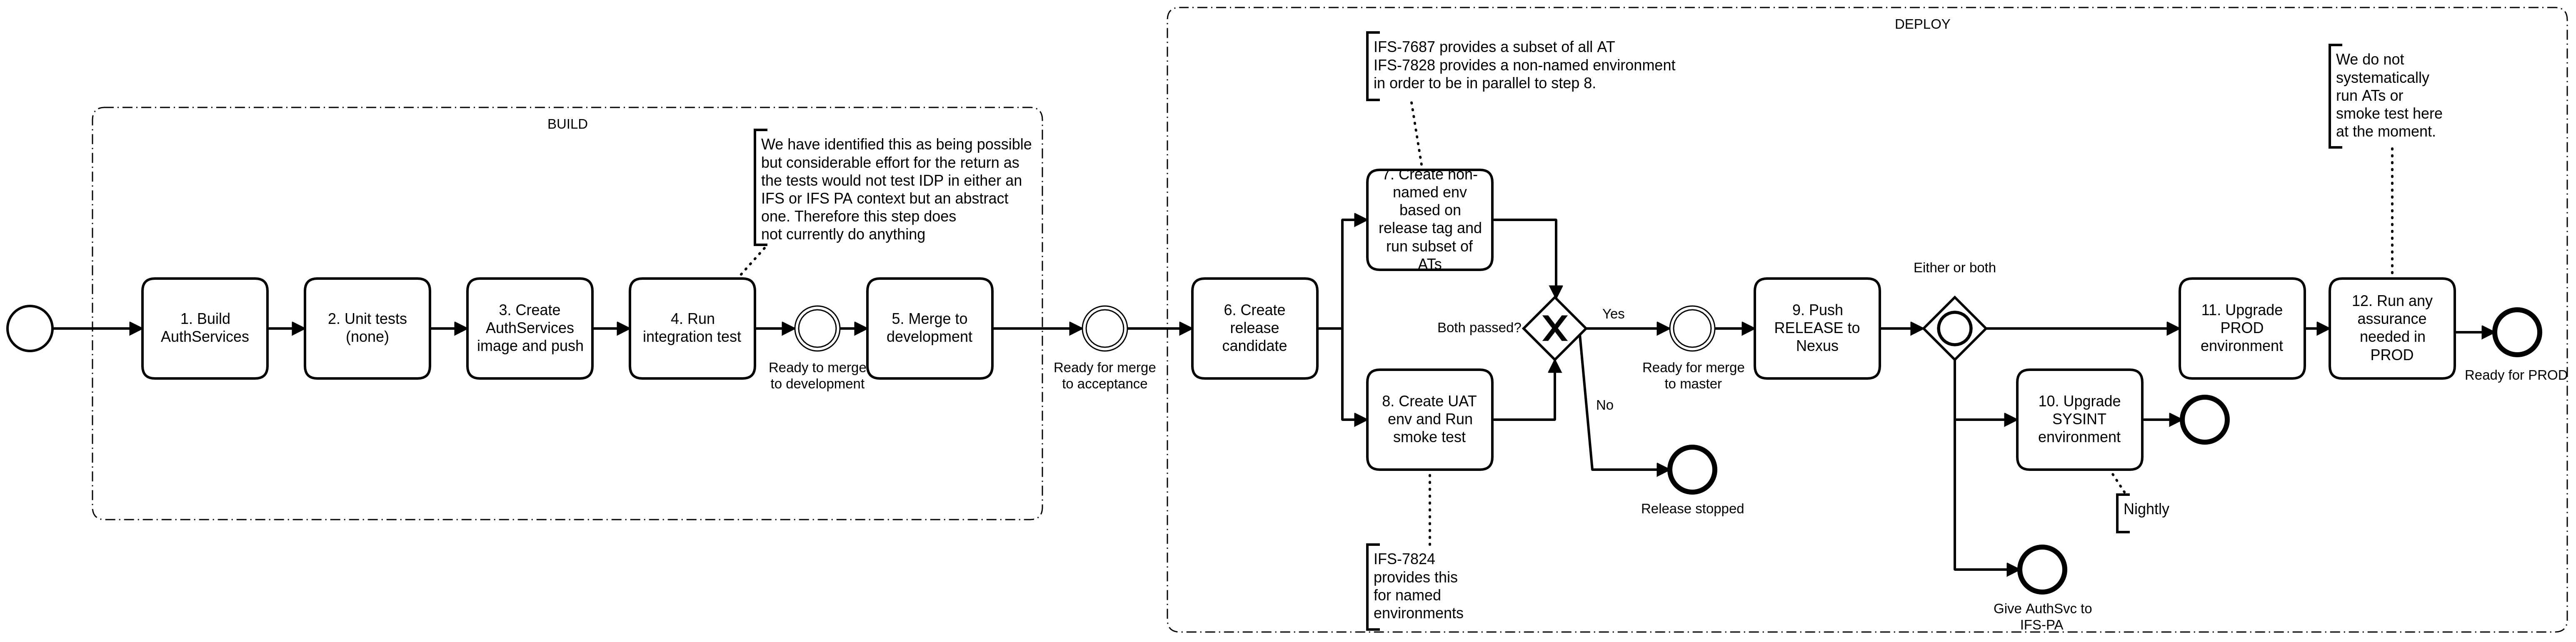 DEPLOY
IFS-7687 provides a subset of all AT
IFS-7828 provides a non-named environment
in order to be in parallel to step 8.
We do not
systematically
run ATs or
smoke test here
at the moment.
BUILD
We have identified this as being possible
but considerable effort for the return as
the tests would not test IDP in either an
IFS or IFS PA context but an abstract
one. Therefore this step does
not currently do anything
1. Build
AuthServices
2. Unit tests
(none)
3. Create
AuthServices
image and push
4. Run
integration test
Ready to merge
to development
5. Merge to
development
Ready for merge
to acceptance
6. Create
release
candidate
7. Create non-
named env
based on
release tag and
run subset of
ATs
8. Create UAT
env and Run
smoke test
IFS-7824
provides this
for named
environments
Both passed?
Yes
No
Release stopped
Ready for merge
to master
9. Push
RELEASE to
Nexus
Either or both
10. Upgrade
SYSINT
environment
Nightly
Give AuthSvc to
IFS-PA
11. Upgrade
PROD
environment
12. Run any
assurance
needed in
PROD
Ready for PROD